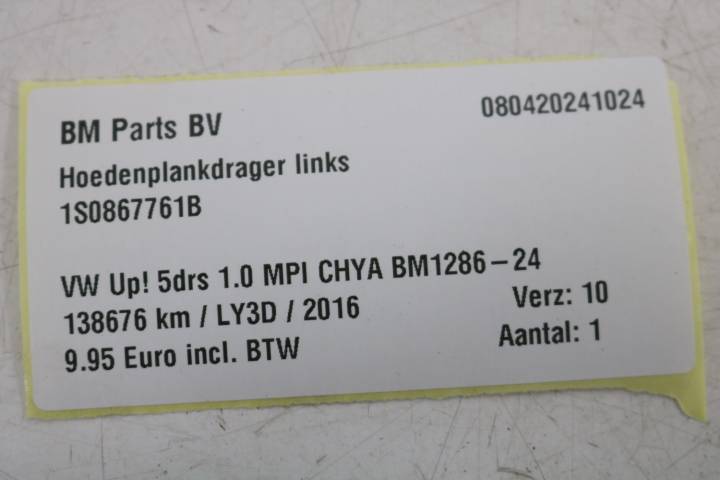 BM Parts BV 080420241024
Hoedenplankdrager links
1S0867761B
VW Up! 5drs 1.0 MPI CHYA BM1286-24
138676 km / LY3D / 2016 Verz: 10
9.95 Euro incl. BTW Aantal: 1